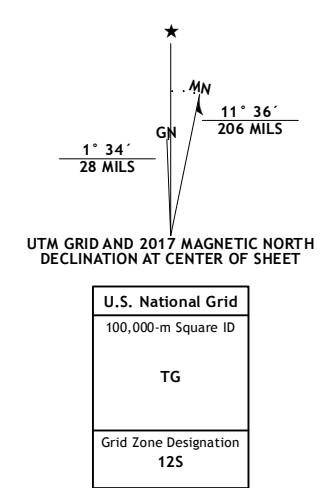 MN
GN
11° 36´
206 MILS
1° 34´
28 MILS
UTM GRID AND 2017 MAGNETIC NORTH
DECLINATION AT CENTER OF SHEET
U.S. National Grid
100,000-m Square ID
TG
Grid Zone Designation
12S